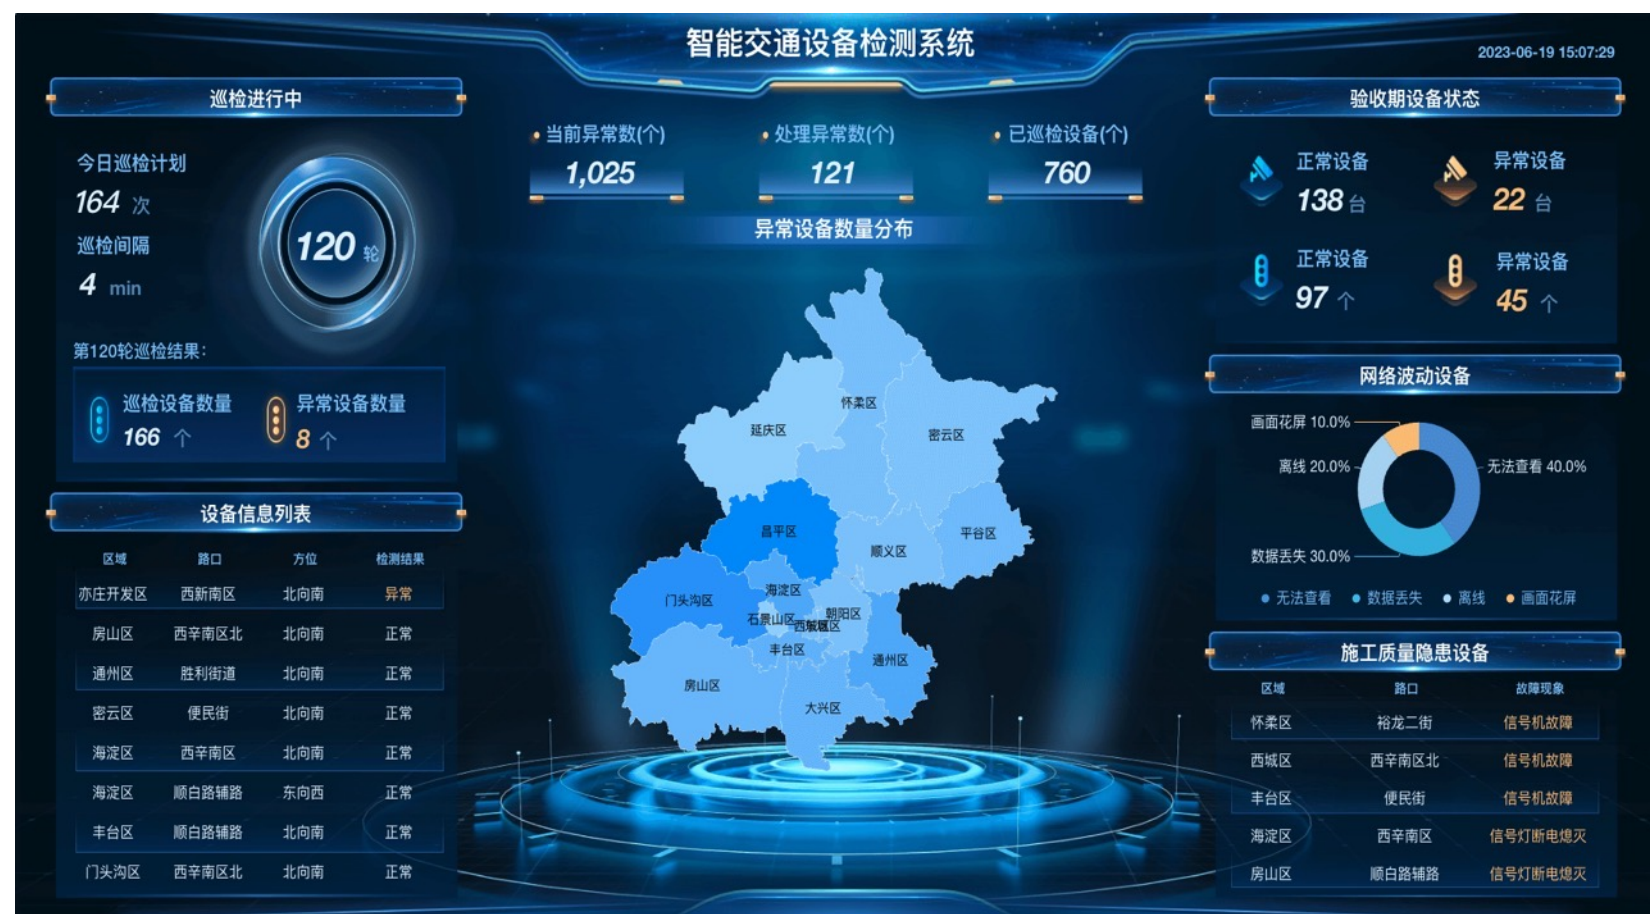 智能交通设备检测系统
2023-06-19 15:07:29
巡检进行中
今日巡检计划
164 次
巡检间隔
4 min
120 轮
第120轮巡检结果:
巡检设备数量
166 个
异常设备数量
8 个
设备信息列表
区域 路口 方位 检测结果
亦庄开发区 西新南区 北向南 异常
房山区 西辛南区北 北向南 正常
通州区 胜利街道 北向南 正常
密云区 便民街 北向南 正常
海淀区 西辛南区 北向南 正常
海淀区 顺白路辅路 东向西 正常
丰台区 顺白路辅路 北向南 正常
门头沟区 西辛南区北 北向南 正常
当前异常数(个)
1,025
处理异常数(个)
121
已巡检设备(个)
760
异常设备数量分布
怀柔区
延庆区
密云区
昌平区
平谷区
顺义区
海淀区
门头沟区
朝阳区
石景山区
丰台区
通州区
房山区
大兴区
验收期设备状态
正常设备
138 台
异常设备
22 台
正常设备
97 个
异常设备
45 个
网络波动设备
画面花屏 10.0%
离线 20.0%
无法查看 40.0%
数据丢失 30.0%
无法查看 数据丢失 离线 画面花屏
施工质量隐患设备
区域 路口 故障现象
怀柔区 裕龙二街 信号机故障
西城区 西辛南区北 信号机故障
丰台区 便民街 信号机故障
海淀区 西辛南区 信号灯断电熄灭
房山区 顺白路辅路 信号灯断电熄灭